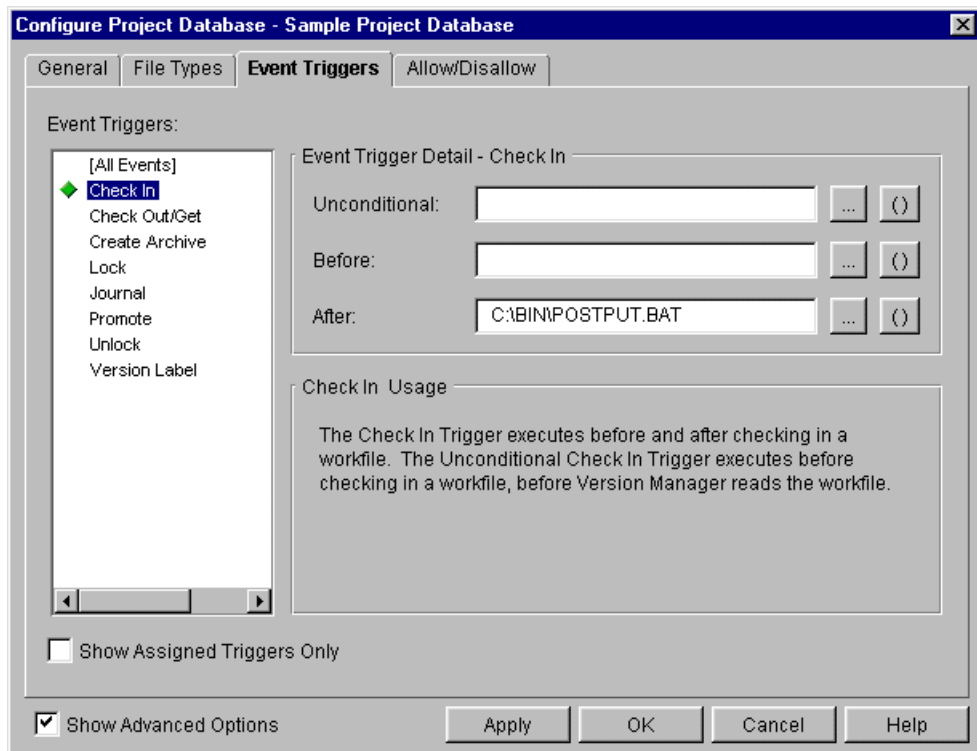 Configure Project Database - Sample Project Database
General File Types Event Triggers Allow/Disallow
Event Triggers:
[All Events]
Check In
Check Out/Get
Create Archive
Lock
Journal
Promote
Unlock
Version Label
Event Trigger Detail - Check In
Unconditional: ... ()
Before: ... ()
After: C:\BIN\POSTPUT.BAT ... ()
Check In Usage
The Check In Trigger executes before and after checking in a
workfile. The Unconditional Check In Trigger executes before
checking in a workfile, before Version Manager reads the workfile.
Show Assigned Triggers Only
Show Advanced Options
Apply OK Cancel Help